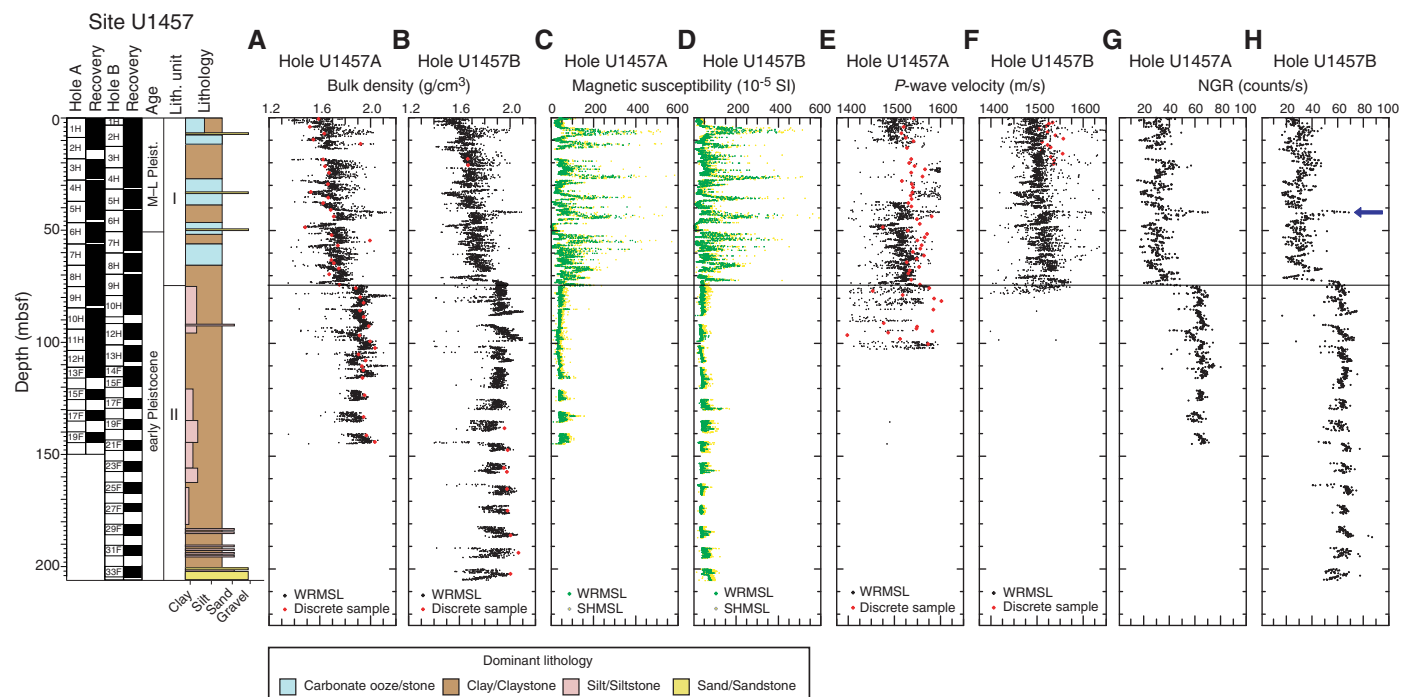 Site U1457
A B C D E F G H
Hole U1457A Hole U1457B Hole U1457A Hole U1457B Hole U1457A Hole U1457B Hole U1457A Hole U1457B
Bulk density (g/cm³) Magnetic susceptibility (10⁻⁵ SI) P-wave velocity (m/s) NGR (counts/s)
Hole A Recovery Hole B Recovery Age Lith. unit Lithology
1.2 1.6 2.0 1.2 1.6 2.0 0 200 600 200 600 1400 1500 1400 1500 20 40 60 80 100 20 40 60 80 100
Depth (mbsf)
0
50
100
150
200
1H
2H
3H
4H
5H
6H
7H
8H
9H
10H
11H
12H
13F
15F
17F
19F
1H
2H
3H
4H
5H
6H
7H
8H
9H
10H
12H
13H
14F
15F
17F
19F
21F
23F
25F
27F
29F
31F
33F
M–L Pleist.
early Pleistocene
I
II
Clay Silt Sand Gravel
WRMSL
Discrete sample
WRMSL
Discrete sample
WRMSL
SHMSL
WRMSL
SHMSL
WRMSL
Discrete sample
WRMSL
Discrete sample
Dominant lithology
Carbonate ooze/stone Clay/Claystone Silt/Siltstone Sand/Sandstone